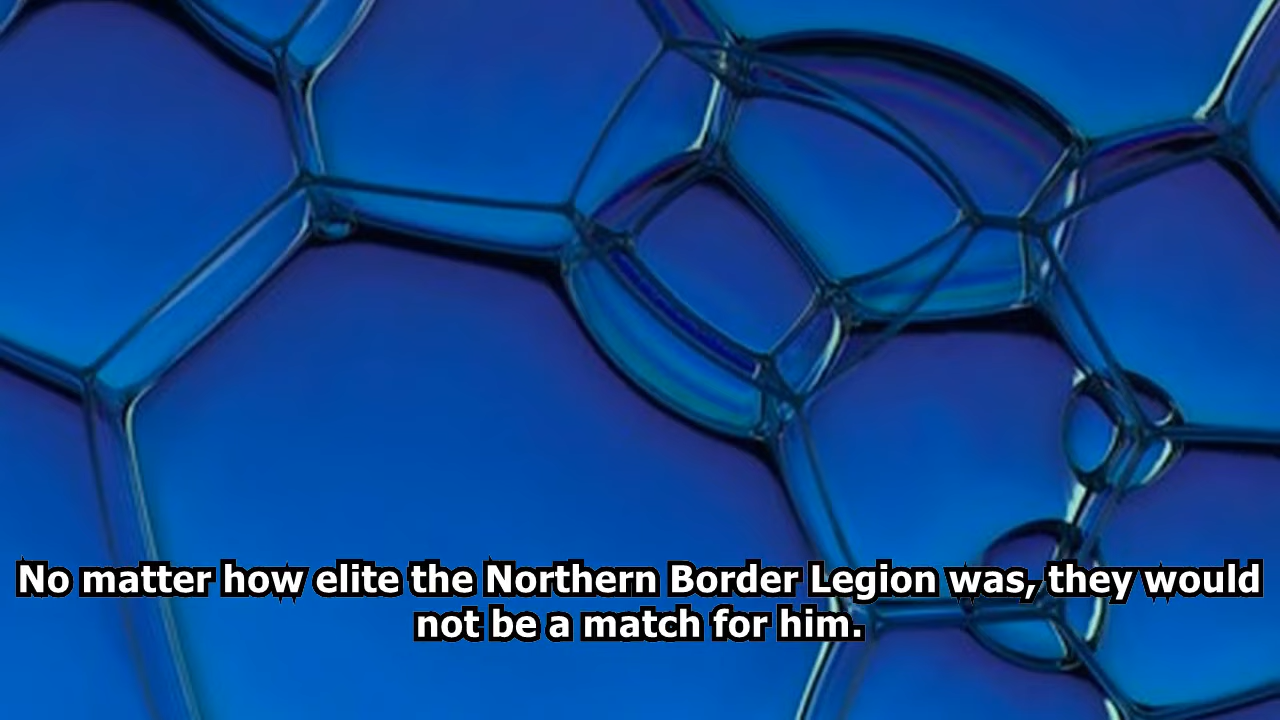 No matter how elite the Northern Border Legion was, they would
not be a match for him.